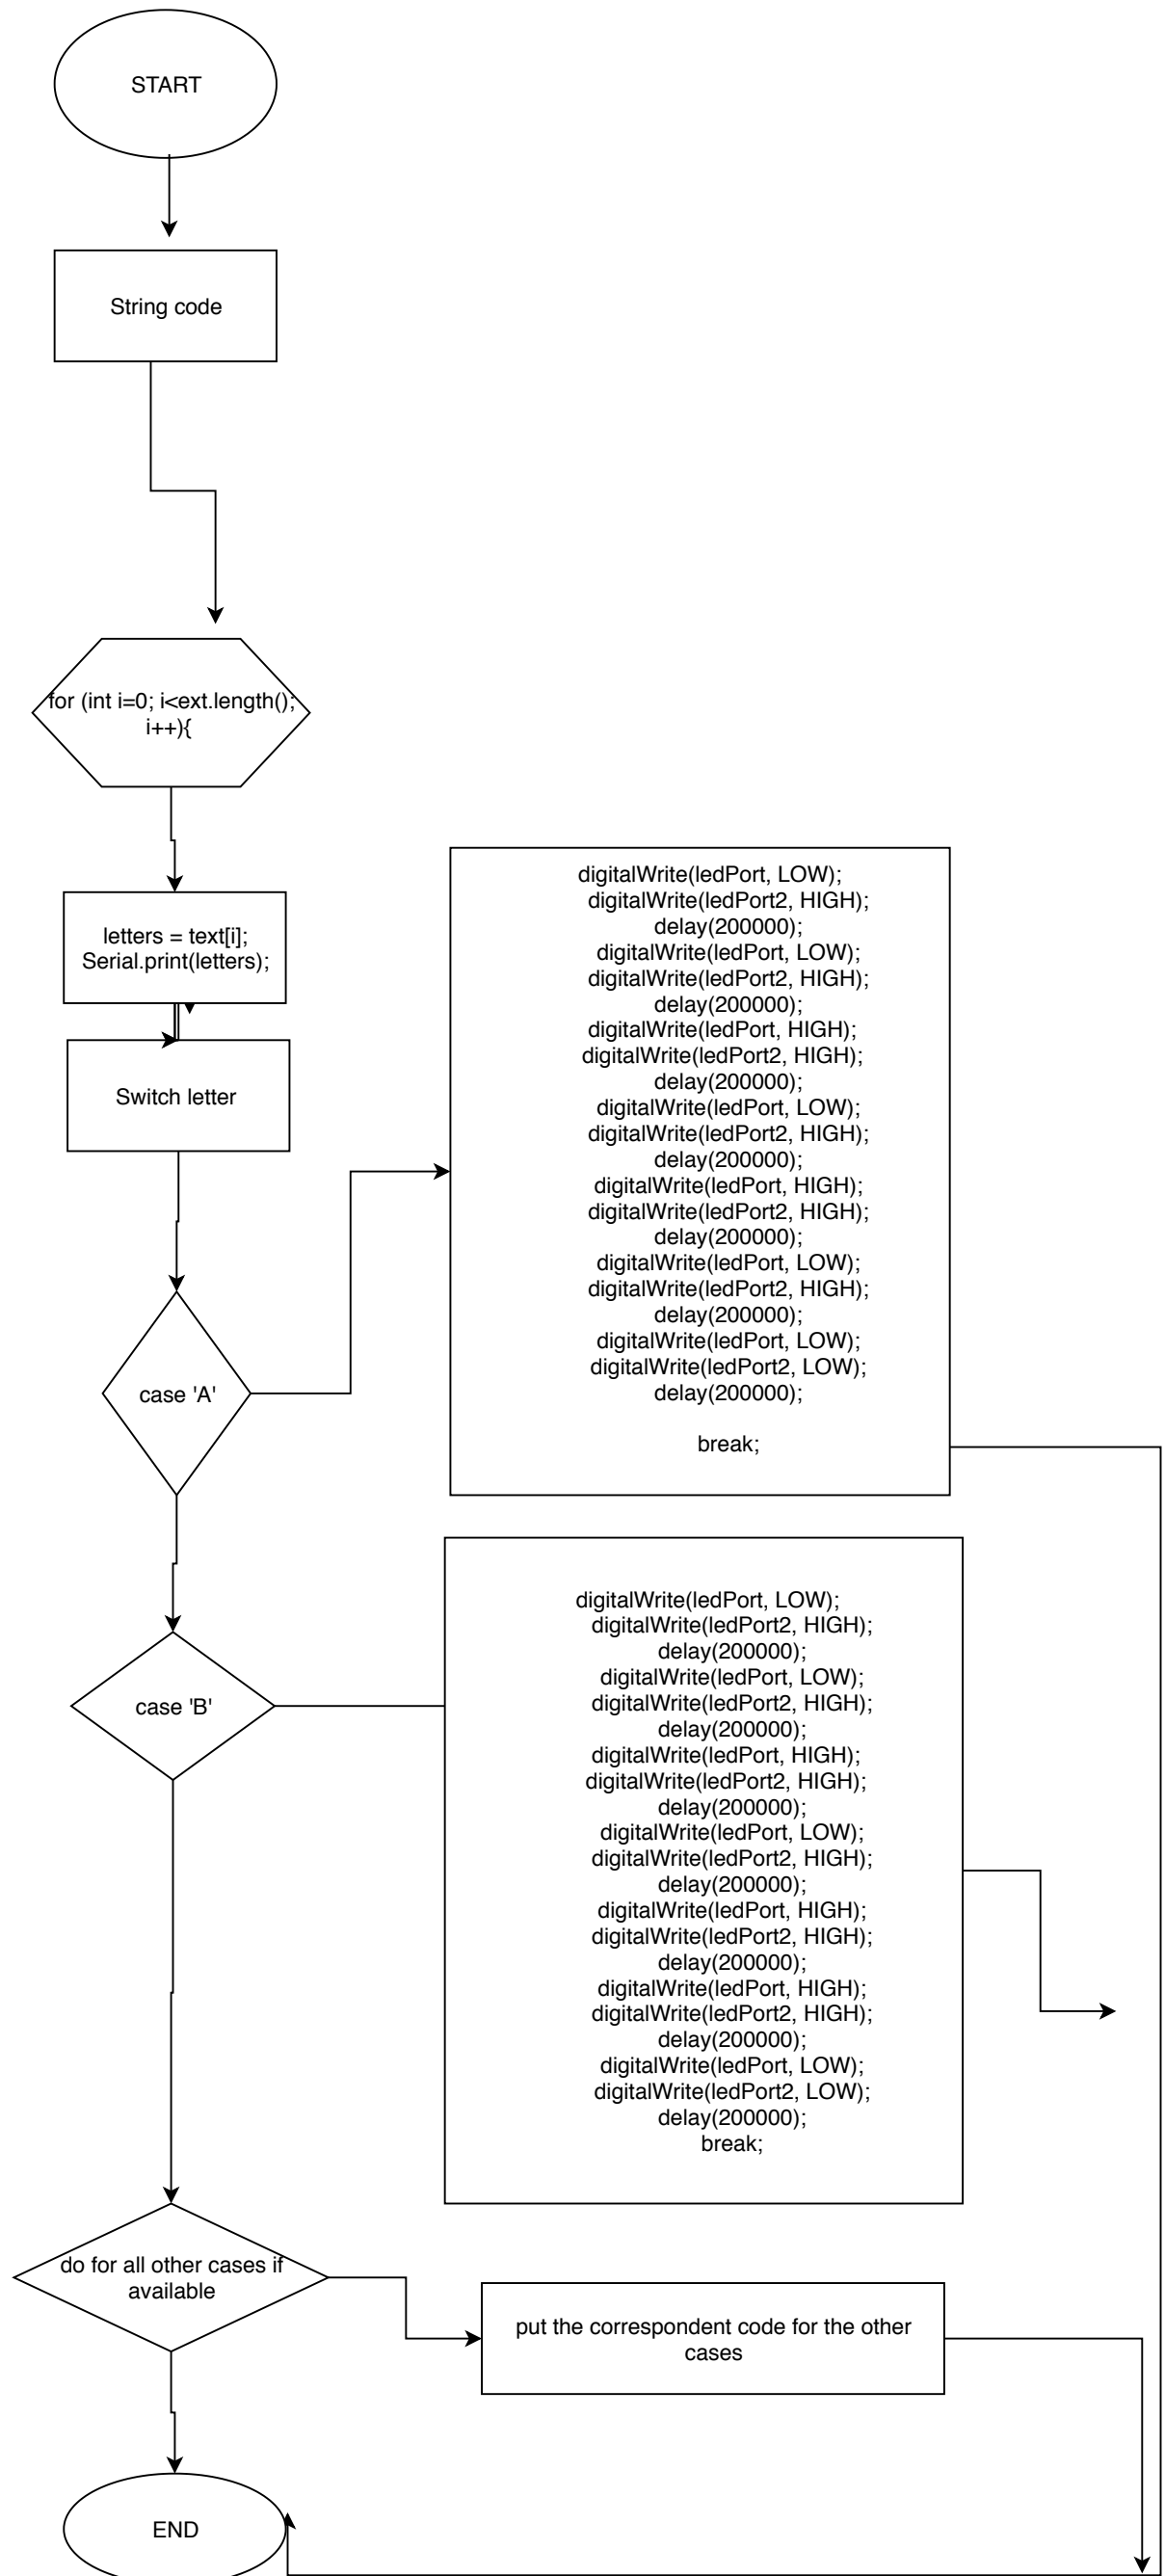 START
String code
for (int i=0; i<ext.length();
i++){
letters = text[i];
Serial.print(letters);
Switch letter
case 'A'
digitalWrite(ledPort, LOW);
digitalWrite(ledPort2, HIGH);
delay(200000);
digitalWrite(ledPort, LOW);
digitalWrite(ledPort2, HIGH);
delay(200000);
digitalWrite(ledPort, HIGH);
digitalWrite(ledPort2, HIGH);
delay(200000);
digitalWrite(ledPort, LOW);
digitalWrite(ledPort2, HIGH);
delay(200000);
digitalWrite(ledPort, HIGH);
digitalWrite(ledPort2, HIGH);
delay(200000);
digitalWrite(ledPort, LOW);
digitalWrite(ledPort2, HIGH);
delay(200000);
digitalWrite(ledPort, LOW);
digitalWrite(ledPort2, LOW);
delay(200000);
break;
case 'B'
digitalWrite(ledPort, LOW);
digitalWrite(ledPort2, HIGH);
delay(200000);
digitalWrite(ledPort, LOW);
digitalWrite(ledPort2, HIGH);
delay(200000);
digitalWrite(ledPort, HIGH);
digitalWrite(ledPort2, HIGH);
delay(200000);
digitalWrite(ledPort, LOW);
digitalWrite(ledPort2, HIGH);
delay(200000);
digitalWrite(ledPort, HIGH);
digitalWrite(ledPort2, HIGH);
delay(200000);
digitalWrite(ledPort, HIGH);
digitalWrite(ledPort2, HIGH);
delay(200000);
digitalWrite(ledPort, LOW);
digitalWrite(ledPort2, LOW);
delay(200000);
break;
do for all other cases if
available
put the correspondent code for the other
cases
END